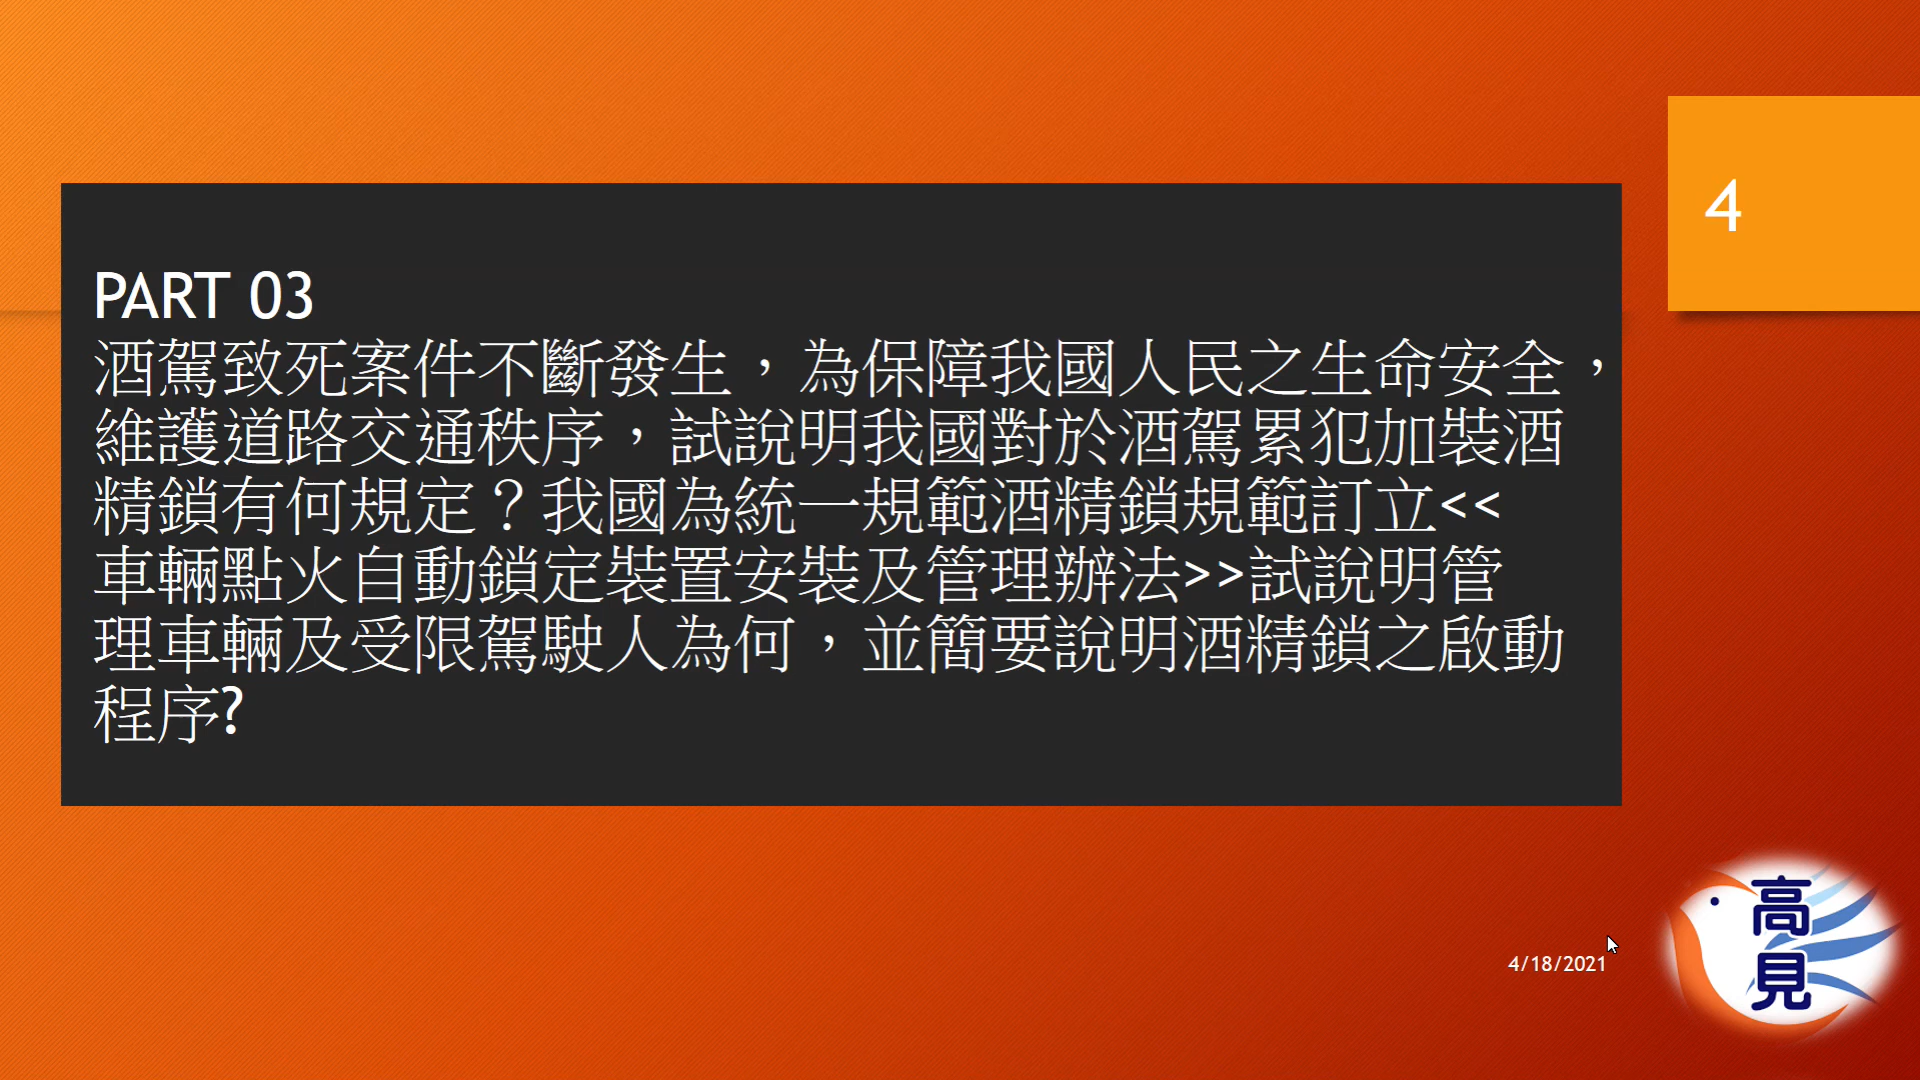 4
PART 03
酒駕致死案件不斷發生，為保障我國人民之生命安全，
維護道路交通秩序，試說明我國對於酒駕累犯加裝酒
精鎖有何規定？我國為統一規範酒精鎖規範訂立<<
車輛點火自動鎖定裝置安裝及管理辦法>>試說明管
理車輛及受限駕駛人為何，並簡要說明酒精鎖之啟動
程序?
4/18/2021
高
見